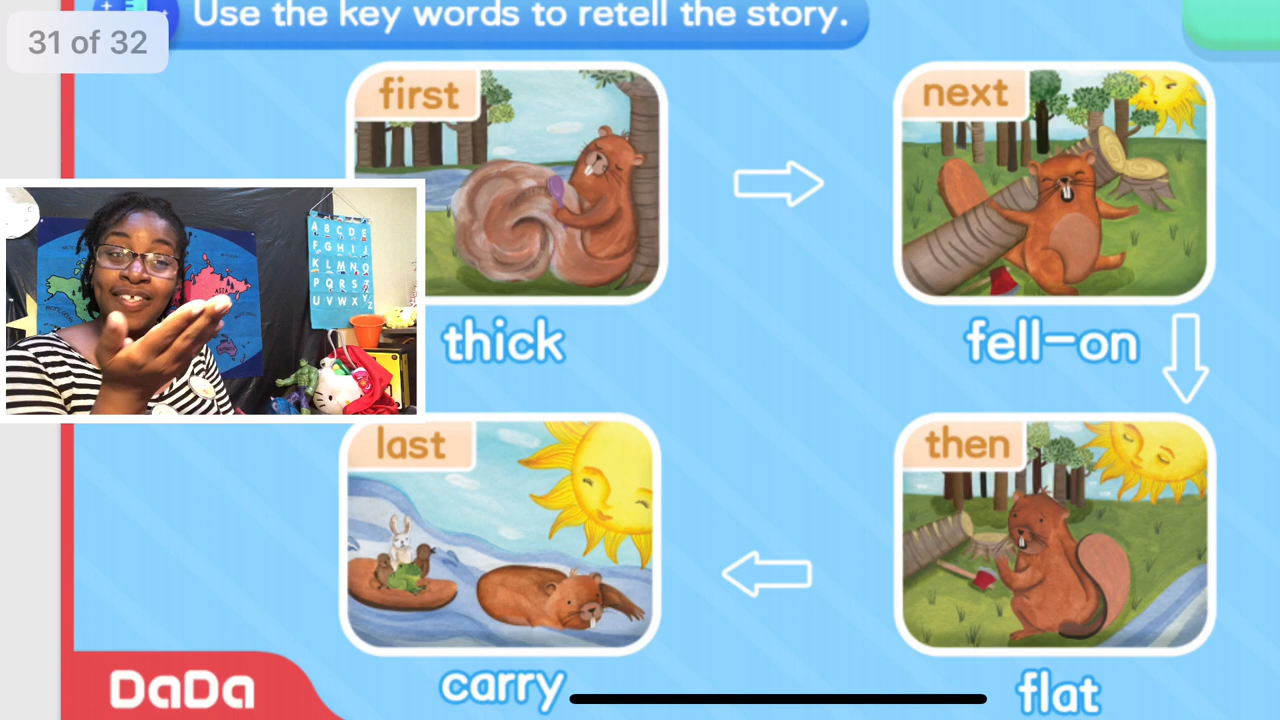 Use the key words to retell the story.
31 of 32
first
next
thick
fell-on
last
then
carry
flat
DaDa
A B C D E
F G H I J
K L M N O
P Q R S T
U V W X Y Z
ASIA